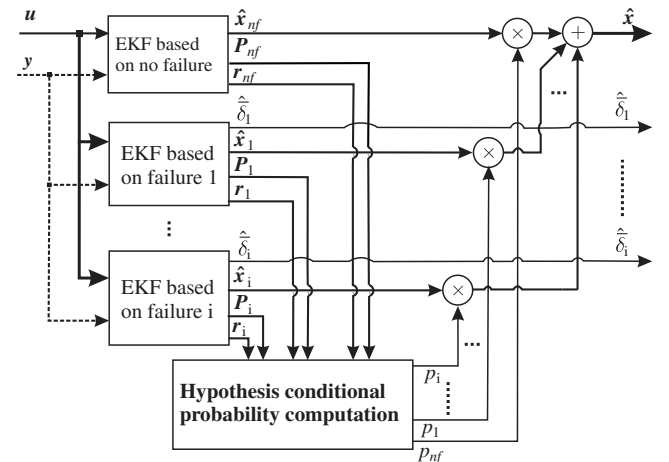 u
x̂nf
x̂
EKF based
on no failure
Pnf
rnf
×
+
y
...
δ̄̂1
δ̄̂1
EKF based
on failure 1
x̂1
P1
r1
×
...
δ̄̂i
δ̄̂i
EKF based
on failure i
x̂i
Pi
ri
×
...
Hypothesis conditional
probability computation
pi
p1
pnf